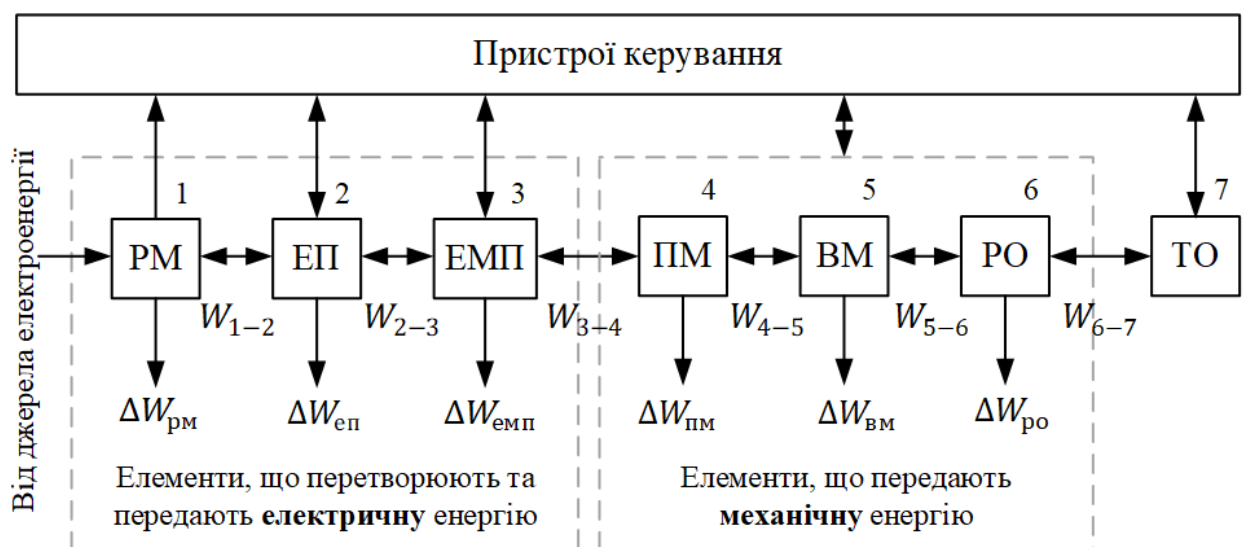 Пристрої керування
Від джерела електроенергії
1 2 3 4 5 6 7
РМ ЕП ЕМП ПМ ВМ РО ТО
W₁₋₂ W₂₋₃ W₃₋₄ W₄₋₅ W₅₋₆ W₆₋₇
ΔWрм ΔWеп ΔWемп ΔWпм ΔWвм ΔWро
Елементи, що перетворюють та
передають електричну енергію
Елементи, що передають
механічну енергію